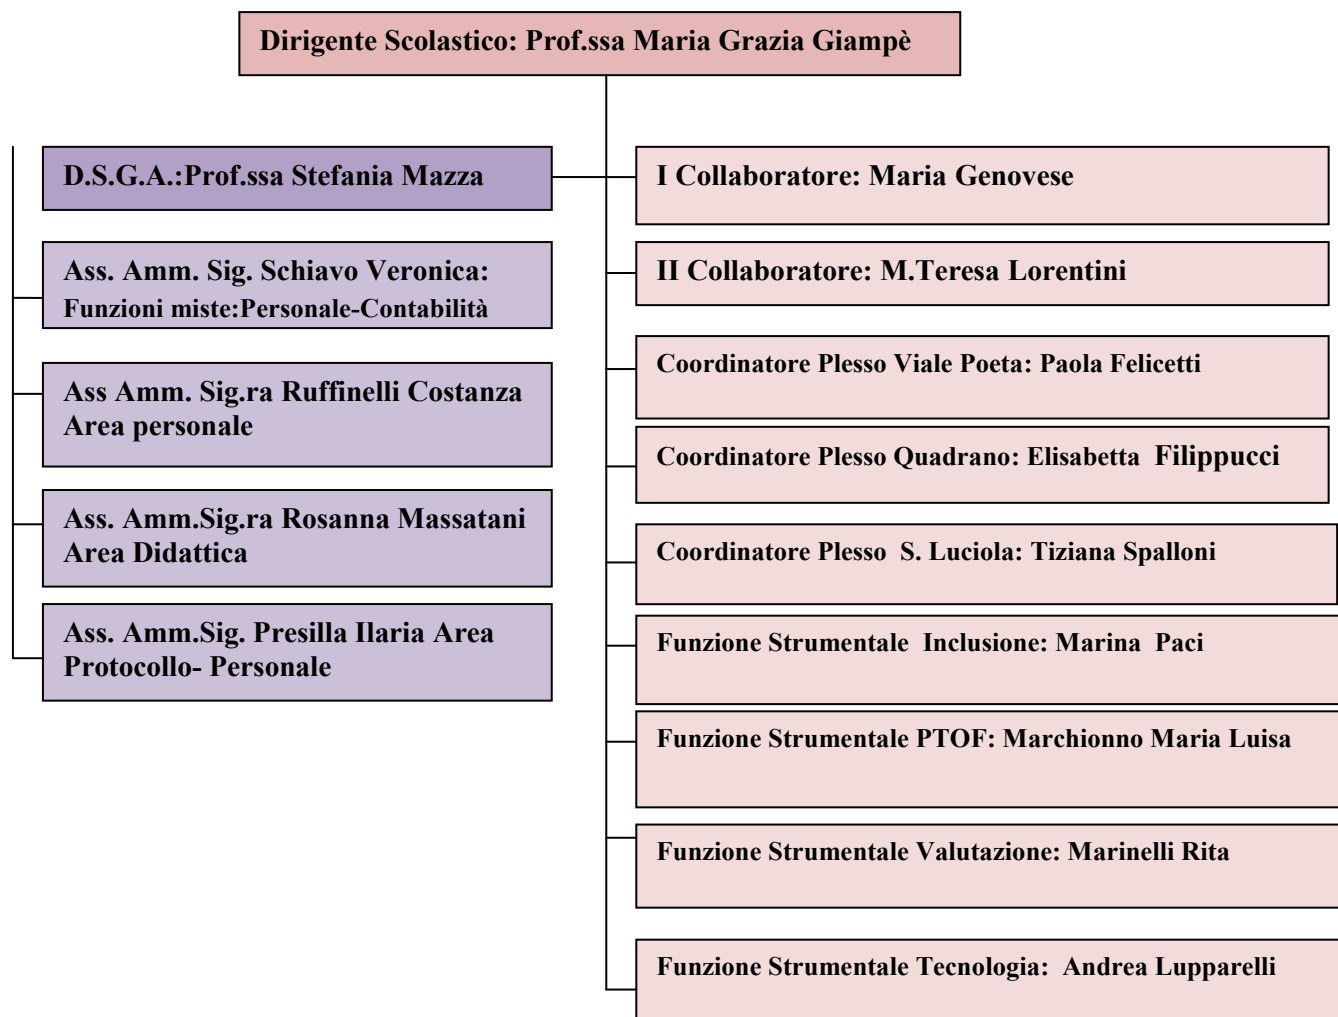 Dirigente Scolastico: Prof.ssa Maria Grazia Giampè
D.S.G.A.:Prof.ssa Stefania Mazza
Ass. Amm. Sig. Schiavo Veronica:
Funzioni miste:Personale-Contabilità
Ass Amm. Sig.ra Ruffinelli Costanza
Area personale
Ass. Amm.Sig.ra Rosanna Massatani
Area Didattica
Ass. Amm.Sig. Presilla Ilaria Area
Protocollo- Personale
I Collaboratore: Maria Genovese
II Collaboratore: M.Teresa Lorentini
Coordinatore Plesso Viale Poeta: Paola Felicetti
Coordinatore Plesso Quadrano: Elisabetta Filippucci
Coordinatore Plesso S. Luciola: Tiziana Spalloni
Funzione Strumentale Inclusione: Marina Paci
Funzione Strumentale PTOF: Marchionno Maria Luisa
Funzione Strumentale Valutazione: Marinelli Rita
Funzione Strumentale Tecnologia: Andrea Lupparelli